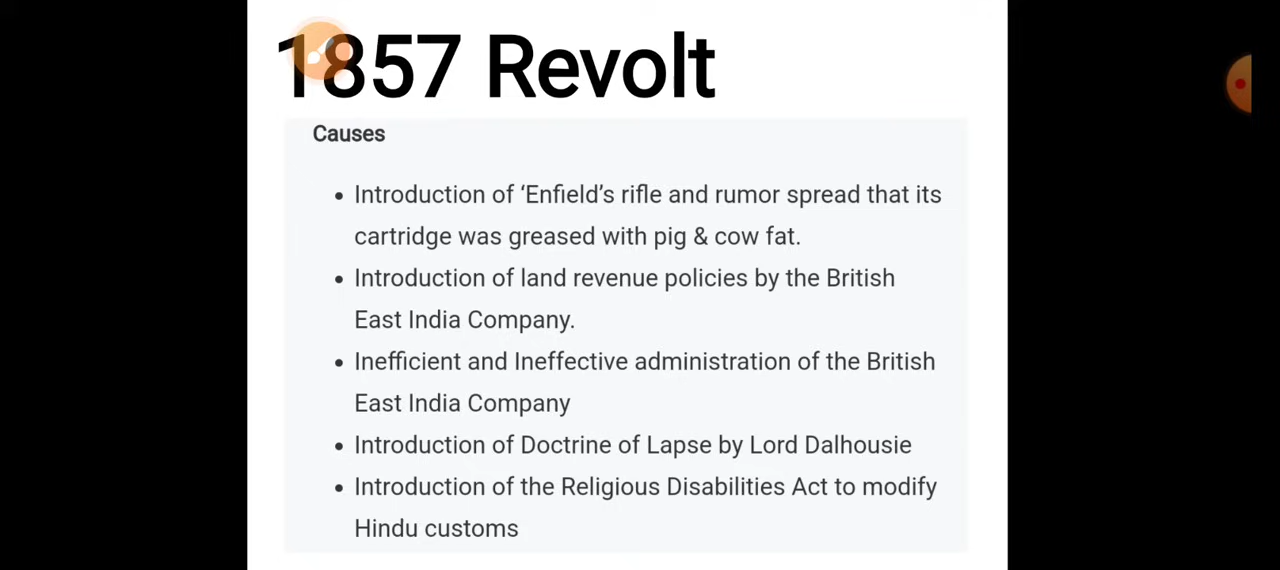 1857 Revolt
Causes
• Introduction of ‘Enfield’s rifle and rumor spread that its
cartridge was greased with pig & cow fat.
• Introduction of land revenue policies by the British
East India Company.
• Inefficient and Ineffective administration of the British
East India Company
• Introduction of Doctrine of Lapse by Lord Dalhousie
• Introduction of the Religious Disabilities Act to modify
Hindu customs